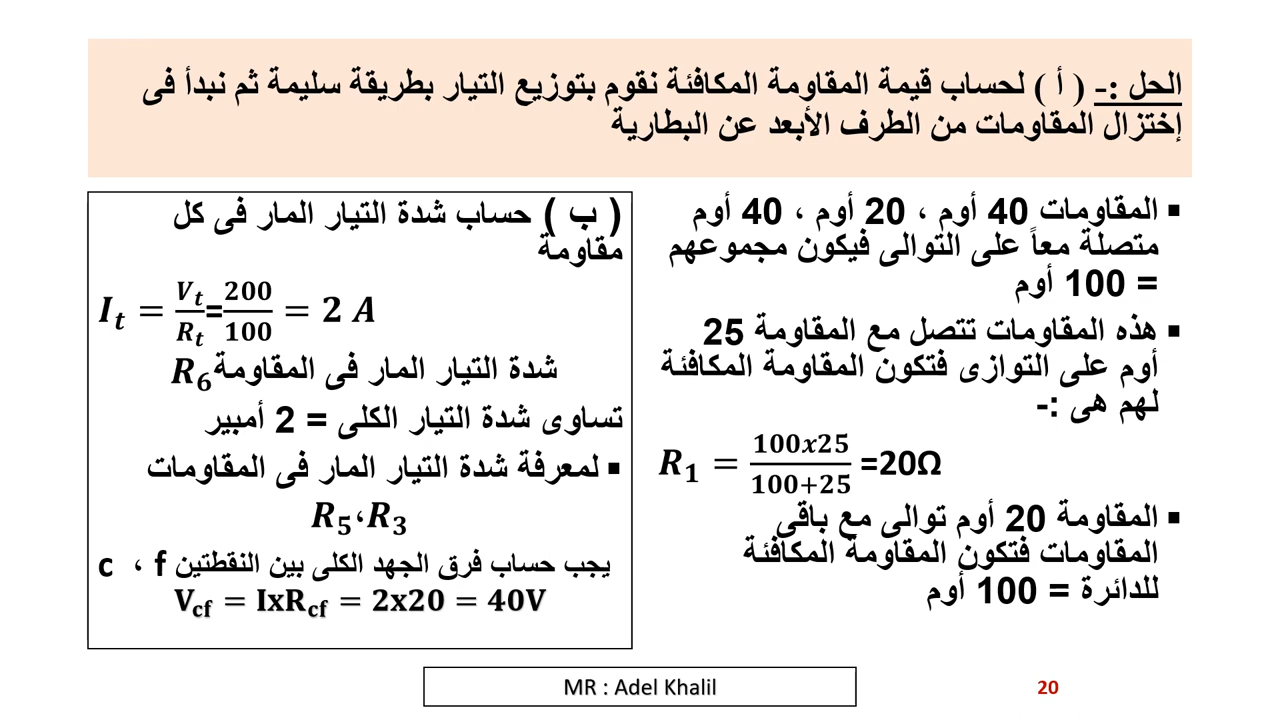 الحل :- ( أ ) لحساب قيمة المقاومة المكافئة نقوم بتوزيع التيار بطريقة سليمة ثم نبدأ فى
إختزال المقاومات من الطرف الأبعد عن البطارية
▪ المقاومات 40 أوم ، 20 أوم ، 40 أوم
متصلة معاً على التوالى فيكون مجموعهم
= 100 أوم
▪ هذه المقاومات تتصل مع المقاومة 25
أوم على التوازى فتكون المقاومة المكافئة
لهم هى :-
R₁ = (100x25)/(100+25) =20Ω
▪ المقاومة 20 أوم توالى مع باقى
المقاومات فتكون المقاومة المكافئة
للدائرة = 100 أوم
( ب ) حساب شدة التيار المار فى كل
مقاومة
Iₜ = Vₜ/Rₜ=200/100 = 2 A
شدة التيار المار فى المقاومة R₆
تساوى شدة التيار الكلى = 2 أمبير
▪ لمعرفة شدة التيار المار فى المقاومات
R₅،R₃
يجب حساب فرق الجهد الكلى بين النقطتين c ، f
V_cf = IxR_cf = 2x20 = 40V
MR : Adel Khalil
20